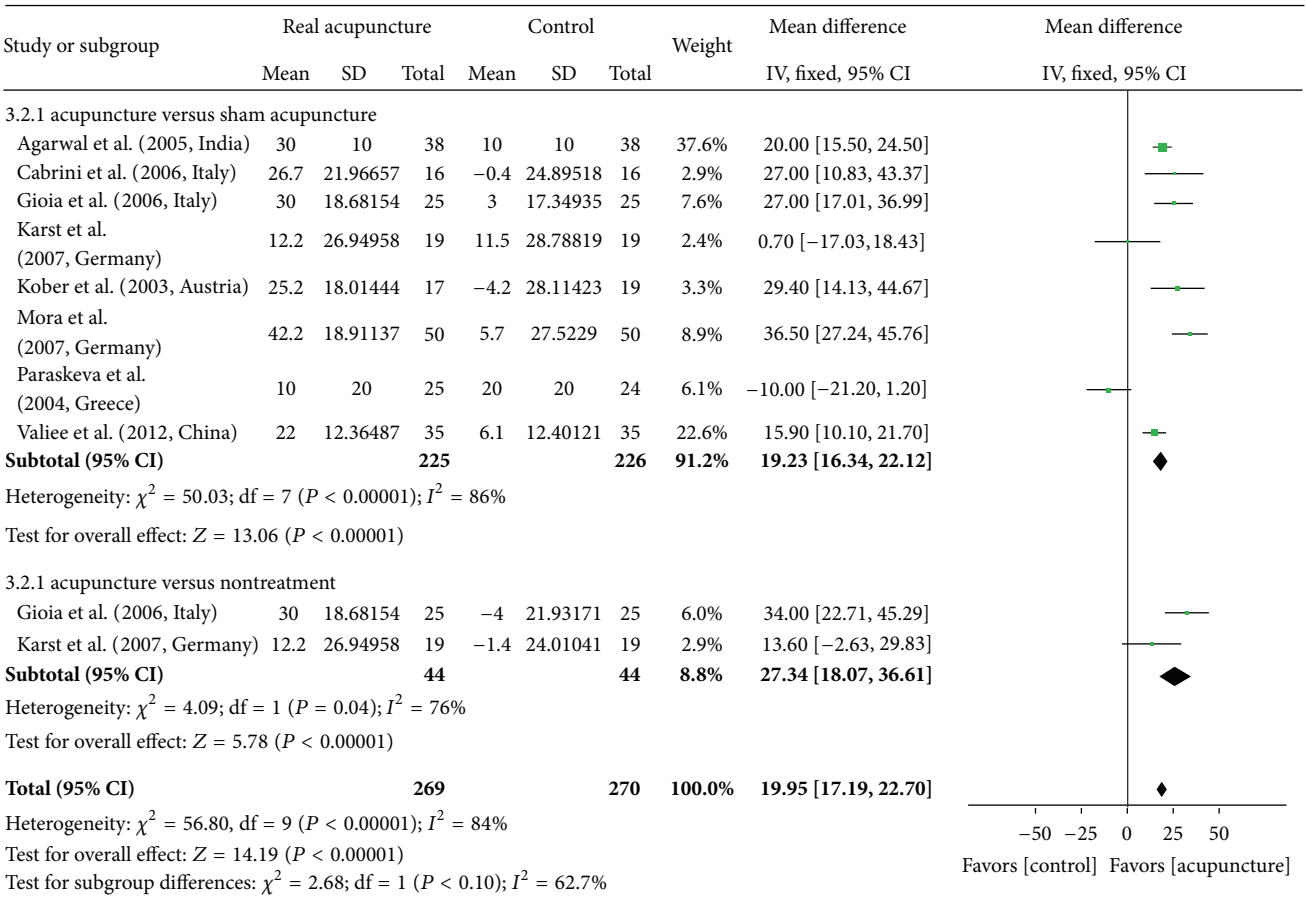 Study or subgroup Real acupuncture Control Weight Mean difference Mean difference
Mean SD Total Mean SD Total IV, fixed, 95% CI IV, fixed, 95% CI
3.2.1 acupuncture versus sham acupuncture
Agarwal et al. (2005, India) 30 10 38 10 10 38 37.6% 20.00 [15.50, 24.50]
Cabrini et al. (2006, Italy) 26.7 21.96657 16 −0.4 24.89518 16 2.9% 27.00 [10.83, 43.37]
Gioia et al. (2006, Italy) 30 18.68154 25 3 17.34935 25 7.6% 27.00 [17.01, 36.99]
Karst et al.
(2007, Germany) 12.2 26.94958 19 11.5 28.78819 19 2.4% 0.70 [−17.03, 18.43]
Kober et al. (2003, Austria) 25.2 18.01444 17 −4.2 28.11423 19 3.3% 29.40 [14.13, 44.67]
Mora et al.
(2007, Germany) 42.2 18.91137 50 5.7 27.5229 50 8.9% 36.50 [27.24, 45.76]
Paraskeva et al.
(2004, Greece) 10 20 25 20 20 24 6.1% −10.00 [−21.20, 1.20]
Valiee et al. (2012, China) 22 12.36487 35 6.1 12.40121 35 22.6% 15.90 [10.10, 21.70]
Subtotal (95% CI) 225 226 91.2% 19.23 [16.34, 22.12]
Heterogeneity: χ² = 50.03; df = 7 (P < 0.00001); I² = 86%
Test for overall effect: Z = 13.06 (P < 0.00001)
3.2.1 acupuncture versus nontreatment
Gioia et al. (2006, Italy) 30 18.68154 25 −4 21.93171 25 6.0% 34.00 [22.71, 45.29]
Karst et al. (2007, Germany) 12.2 26.94958 19 −1.4 24.01041 19 2.9% 13.60 [−2.63, 29.83]
Subtotal (95% CI) 44 44 8.8% 27.34 [18.07, 36.61]
Heterogeneity: χ² = 4.09; df = 1 (P = 0.04); I² = 76%
Test for overall effect: Z = 5.78 (P < 0.00001)
Total (95% CI) 269 270 100.0% 19.95 [17.19, 22.70]
Heterogeneity: χ² = 56.80, df = 9 (P < 0.00001); I² = 84%
Test for overall effect: Z = 14.19 (P < 0.00001)
Test for subgroup differences: χ² = 2.68; df = 1 (P < 0.10); I² = 62.7%
−50 −25 0 25 50
Favors [control] Favors [acupuncture]